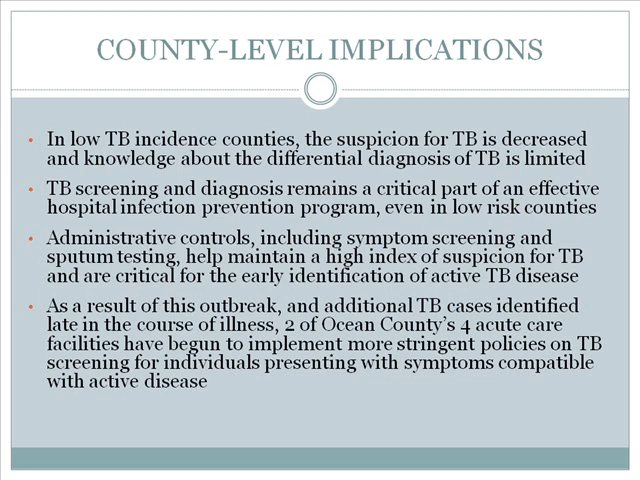 COUNTY-LEVEL IMPLICATIONS
• In low TB incidence counties, the suspicion for TB is decreased
and knowledge about the differential diagnosis of TB is limited
• TB screening and diagnosis remains a critical part of an effective
hospital infection prevention program, even in low risk counties
• Administrative controls, including symptom screening and
sputum testing, help maintain a high index of suspicion for TB
and are critical for the early identification of active TB disease
• As a result of this outbreak, and additional TB cases identified
late in the course of illness, 2 of Ocean County's 4 acute care
facilities have begun to implement more stringent policies on TB
screening for individuals presenting with symptoms compatible
with active disease